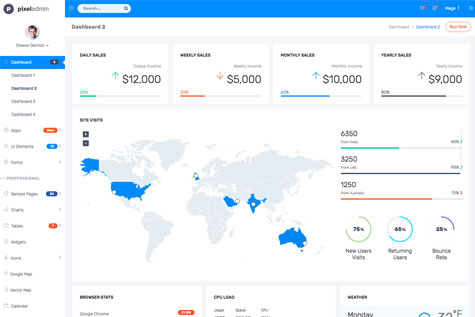 pixeladmin
Search...
Mega
Steave Gection
Dashboard 2
Dashboard
Dashboard 2
Buy Now
Dashboard
Dashboard 1
Dashboard 2
Dashboard 3
Dashboard 4
Apps
New
UI Elements
Forms
PROFESSIONAL
Sample Pages
Charts
Tables
Widgets
Icons
Google Map
Vector Map
Calendar
DAILY SALES
Todays Income
$12,000
20%
WEEKLY SALES
Weekly Income
$5,000
30%
MONTHLY SALES
Monthly Income
$10,000
60%
YEARLY SALES
Yearly Income
$9,000
80%
SITE VISITS
+
-
6350
From India
3250
From UAE
1250
From Australia
75%
New Users
Visits
65%
Returning
Users
25%
Bounce
Rate
BROWSER STATS
Google Chrome
CPU LOAD
Usage
Space
CPU
WEATHER
Monday